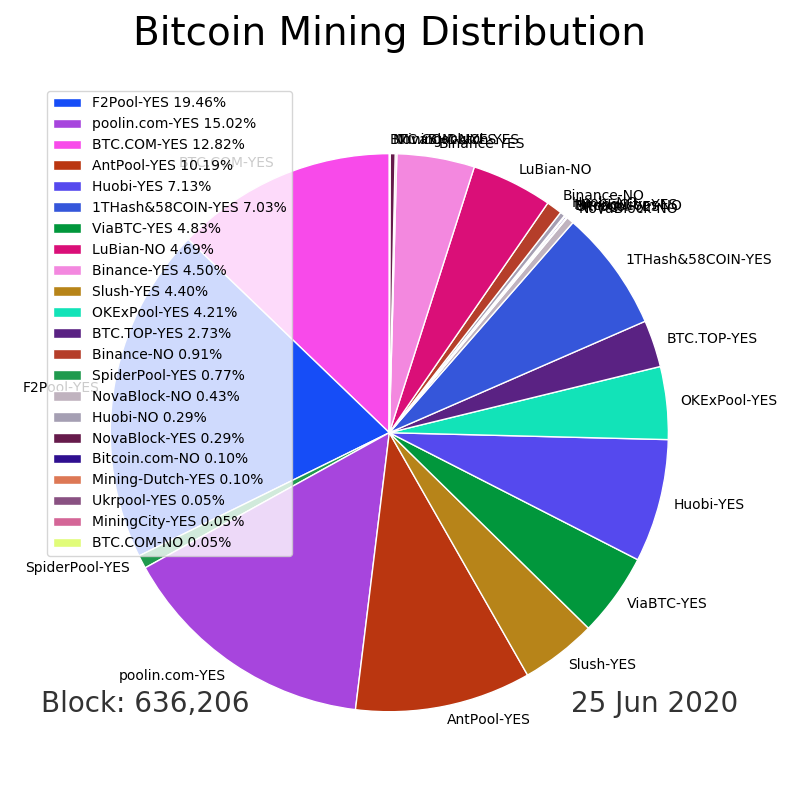 Bitcoin Mining Distribution
F2Pool-YES 19.46%
poolin.com-YES 15.02%
BTC.COM-YES 12.82%
AntPool-YES 10.19%
Huobi-YES 7.13%
1THash&58COIN-YES 7.03%
ViaBTC-YES 4.83%
LuBian-NO 4.69%
Binance-YES 4.50%
Slush-YES 4.40%
OKExPool-YES 4.21%
BTC.TOP-YES 2.73%
Binance-NO 0.91%
SpiderPool-YES 0.77%
NovaBlock-NO 0.43%
Huobi-NO 0.29%
NovaBlock-YES 0.29%
Bitcoin.com-NO 0.10%
Mining-Dutch-YES 0.10%
Ukrpool-YES 0.05%
MiningCity-YES 0.05%
BTC.COM-NO 0.05%
Binance-YES
LuBian-NO
Binance-NO
NovaBlock-NO
1THash&58COIN-YES
BTC.TOP-YES
OKExPool-YES
Huobi-YES
ViaBTC-YES
Slush-YES
AntPool-YES
poolin.com-YES
SpiderPool-YES
F2Pool-YES
BTC.COM-YES
Block: 636,206
25 Jun 2020